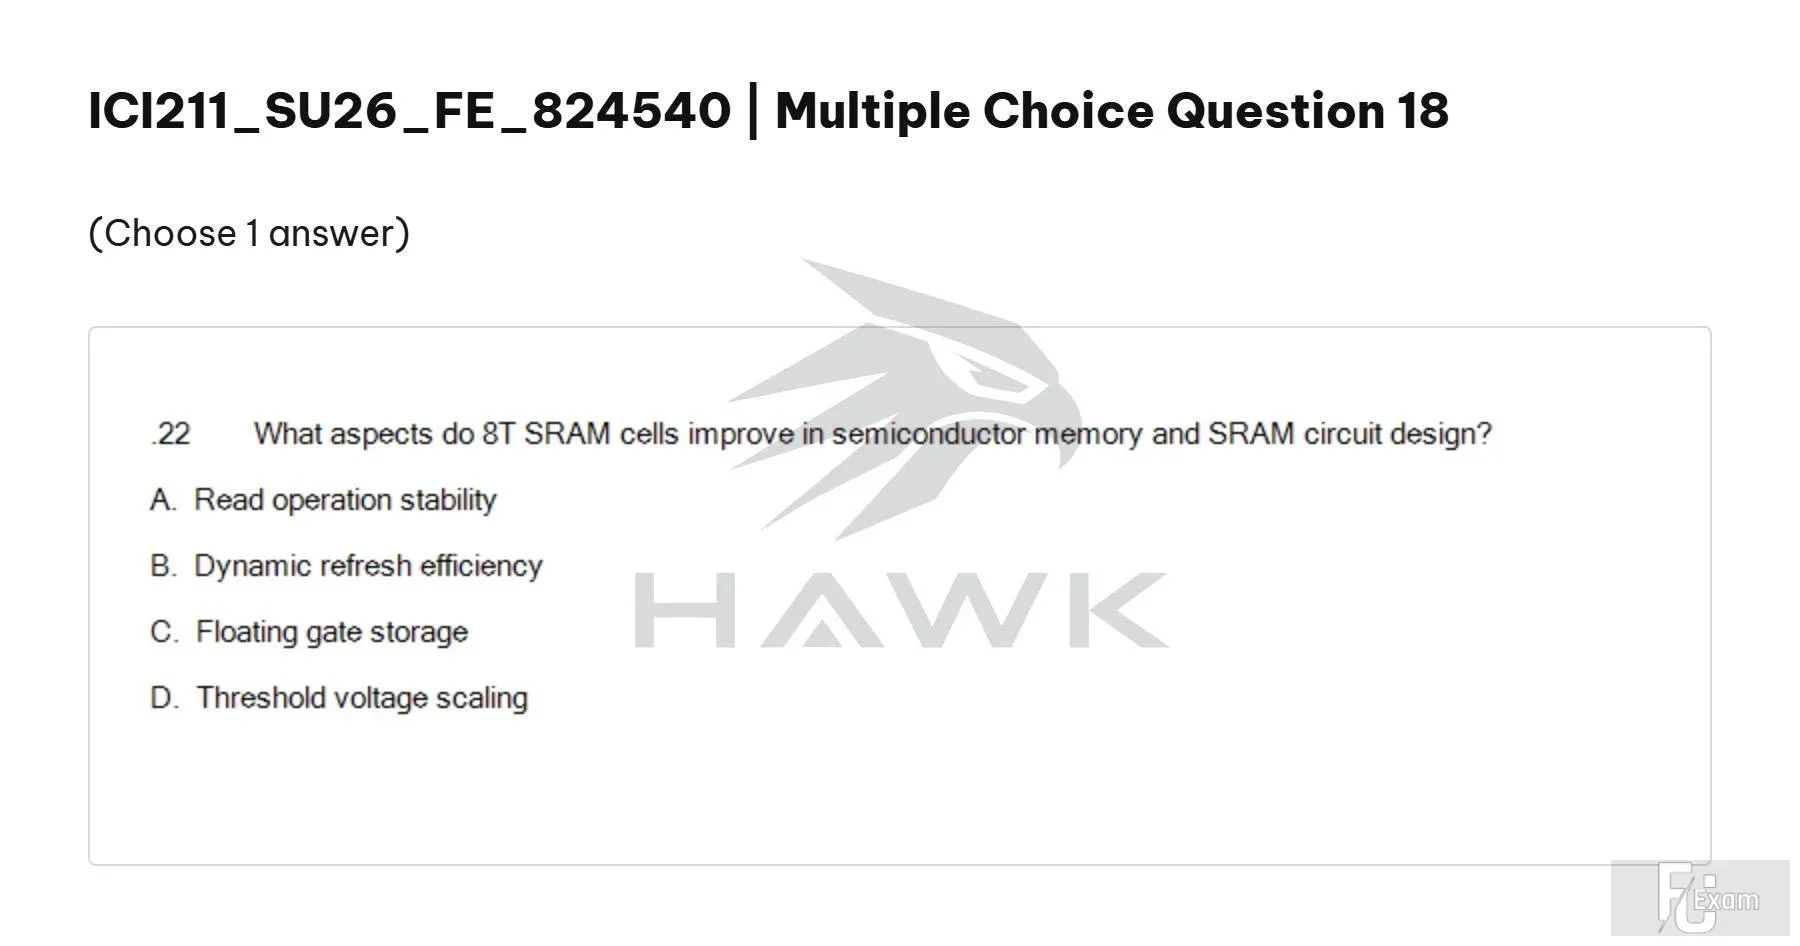 ICI211_SU26_FE_824540 | Multiple Choice Question 18
(Choose 1 answer)
.22 What aspects do 8T SRAM cells improve in semiconductor memory and SRAM circuit design?
A. Read operation stability
B. Dynamic refresh efficiency
C. Floating gate storage
D. Threshold voltage scaling
HAWK
FU Exam